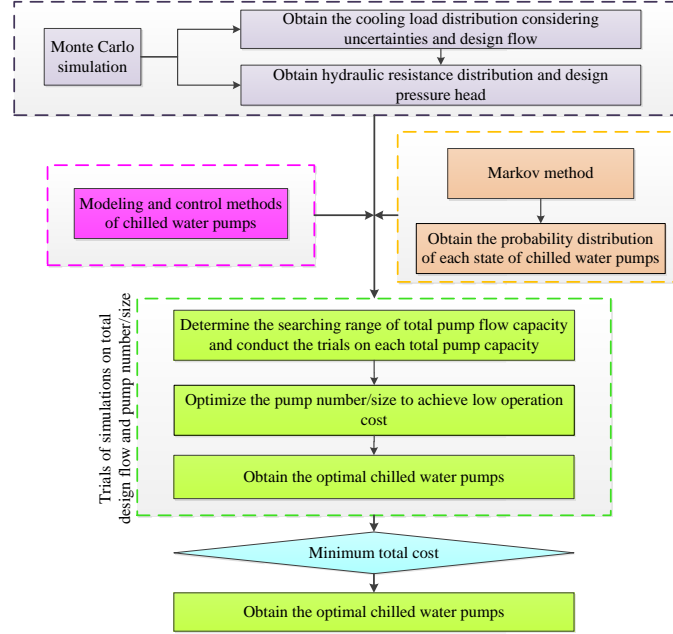 Monte Carlo
simulation
Obtain the cooling load distribution considering
uncertainties and design flow
Obtain hydraulic resistance distribution and design
pressure head
Modeling and control methods
of chilled water pumps
Markov method
Obtain the probability distribution
of each state of chilled water pumps
Trials of simulations on total
design flow and pump number/size
Determine the searching range of total pump flow capacity
and conduct the trials on each total pump capacity
Optimize the pump number/size to achieve low operation
cost
Obtain the optimal chilled water pumps
Minimum total cost
Obtain the optimal chilled water pumps